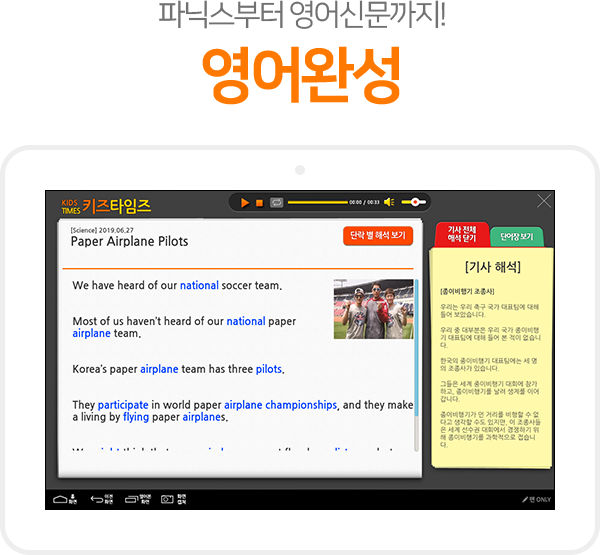 파닉스부터 영어신문까지!
영어완성
KIDS TIMES 키즈타임즈
00:00 / 00:33
[Science] 2019.06.27
Paper Airplane Pilots
단락 별 해석 보기
기사 전체
해석 닫기
단어장 보기
We have heard of our national soccer team.
Most of us haven't heard of our national paper
airplane team.
Korea's paper airplane team has three pilots.
They participate in world paper airplane championships, and they make
a living by flying paper airplanes.
[기사 해석]
[종이비행기 조종사]
우리는 우리 축구 국가 대표팀에 대해
들어 보았습니다.
우리 중 대부분은 우리 국가 종이비행
기 대표팀에 대해 들어 본 적이 없습니
다.
한국의 종이비행기 대표팀에는 세 명
의 조종사가 있습니다.
그들은 세계 종이비행기 대회에 참가
하고, 종이비행기를 날려 생계를 이어
갑니다.
종이비행기가 먼 거리를 비행할 수 없
다고 생각할 수도 있지만, 이 조종사들
은 세계 선수권 대회에서 경쟁하기 위
해 종이비행기를 과학적으로 접습니
다.
홈
화면
이전
화면
열어본
화면
화면
캡쳐
펜 ONLY